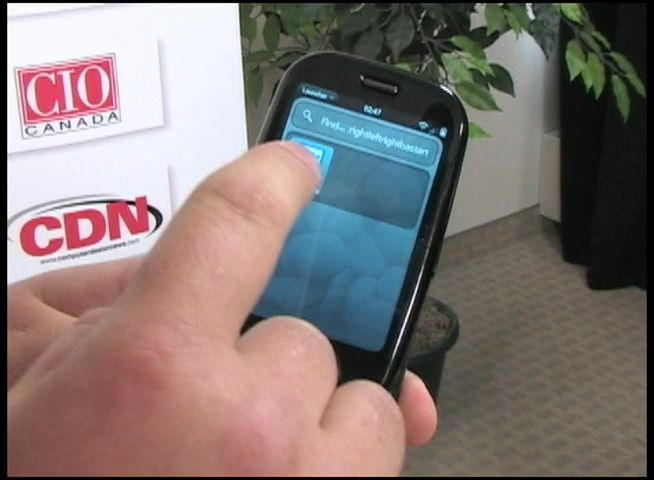 CIO
CANADA
CDN
www.computerdealernews.com
Launcher
02:47
Find... rightleftrightbastart